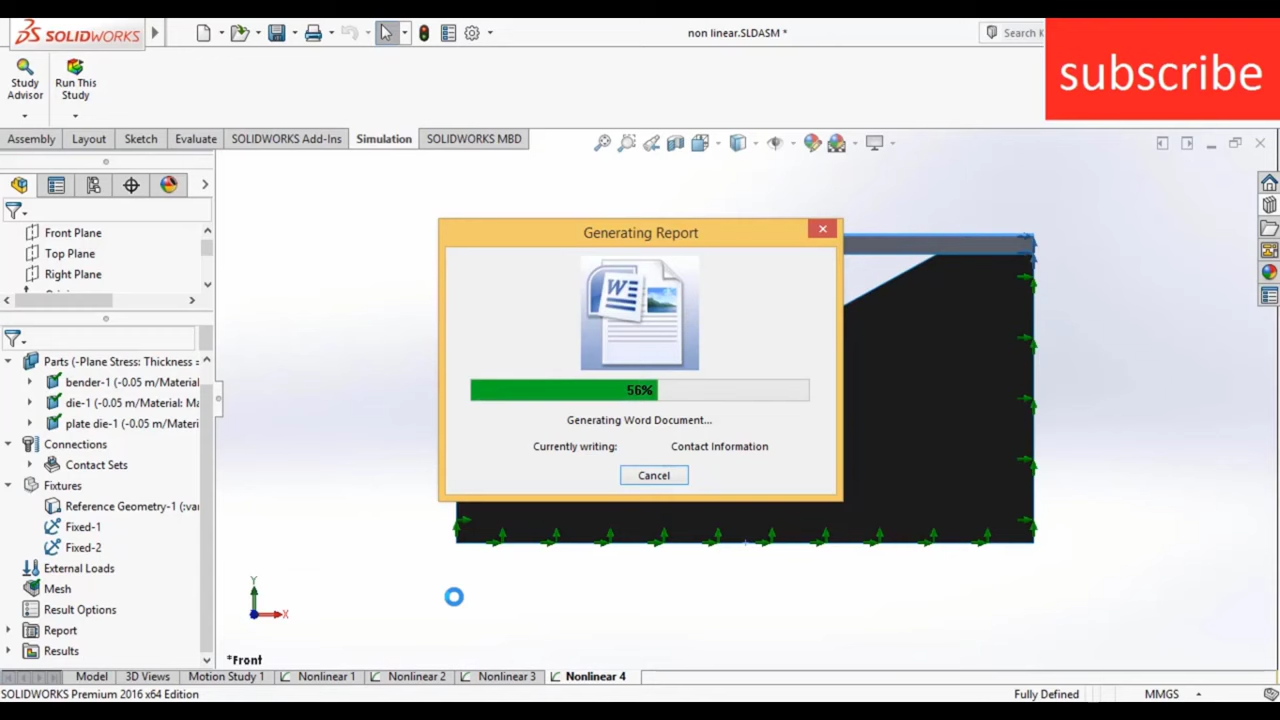 SOLIDWORKS
non linear.SLDASM *
Search K
subscribe
Study Advisor
Run This Study
Assembly
Layout
Sketch
Evaluate
SOLIDWORKS Add-Ins
Simulation
SOLIDWORKS MBD
Front Plane
Top Plane
Right Plane
Parts (-Plane Stress: Thickness =
bender-1 (-0.05 m/Material
die-1 (-0.05 m/Material: Ma
plate die-1 (-0.05 m/Materi
Connections
Contact Sets
Fixtures
Reference Geometry-1 (:var
Fixed-1
Fixed-2
External Loads
Mesh
Result Options
Report
Results
Generating Report
W
56%
Generating Word Document...
Currently writing: Contact Information
Cancel
Y
X
*Front
Model
3D Views
Motion Study 1
Nonlinear 1
Nonlinear 2
Nonlinear 3
Nonlinear 4
SOLIDWORKS Premium 2016 x64 Edition
Fully Defined
MMGS